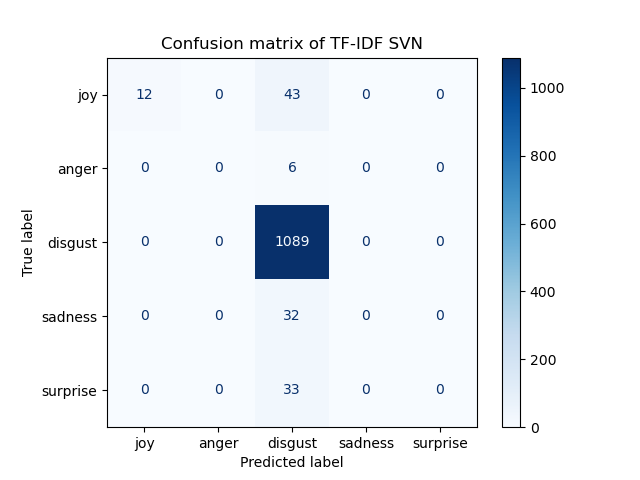 Confusion matrix of TF-IDF SVN
joy 12 0 43 0 0
anger 0 0 6 0 0
disgust 0 0 1089 0 0
sadness 0 0 32 0 0
surprise 0 0 33 0 0
joy anger disgust sadness surprise
Predicted label
True label
1000
800
600
400
200
0